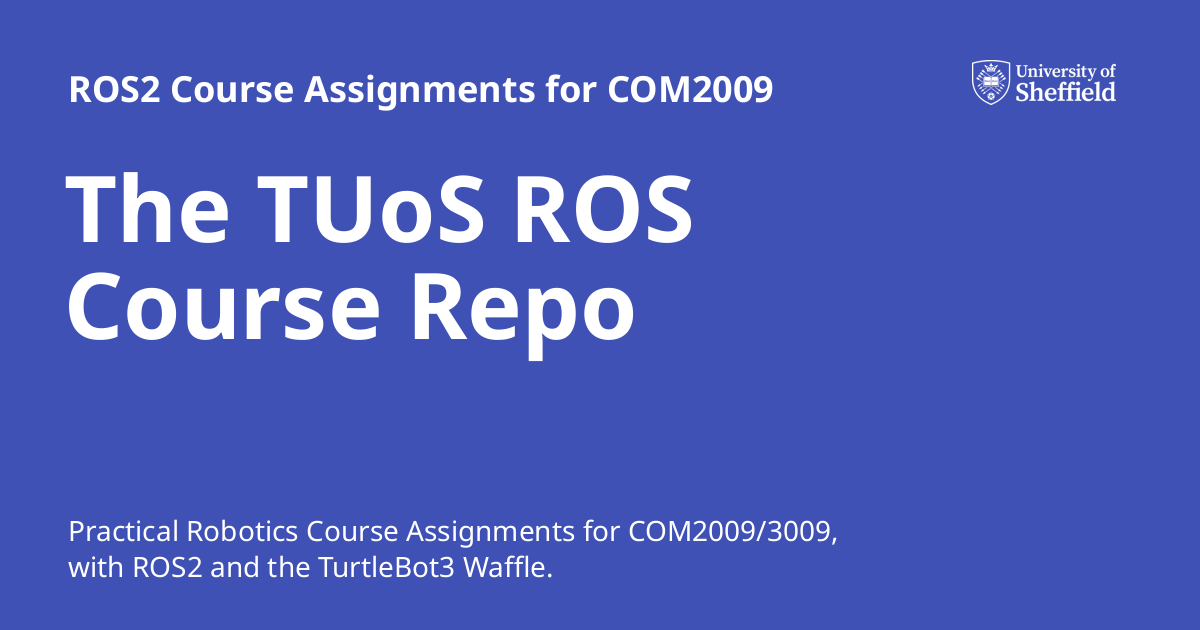 ROS2 Course Assignments for COM2009
University of
Sheffield
The TUoS ROS
Course Repo
Practical Robotics Course Assignments for COM2009/3009,
with ROS2 and the TurtleBot3 Waffle.